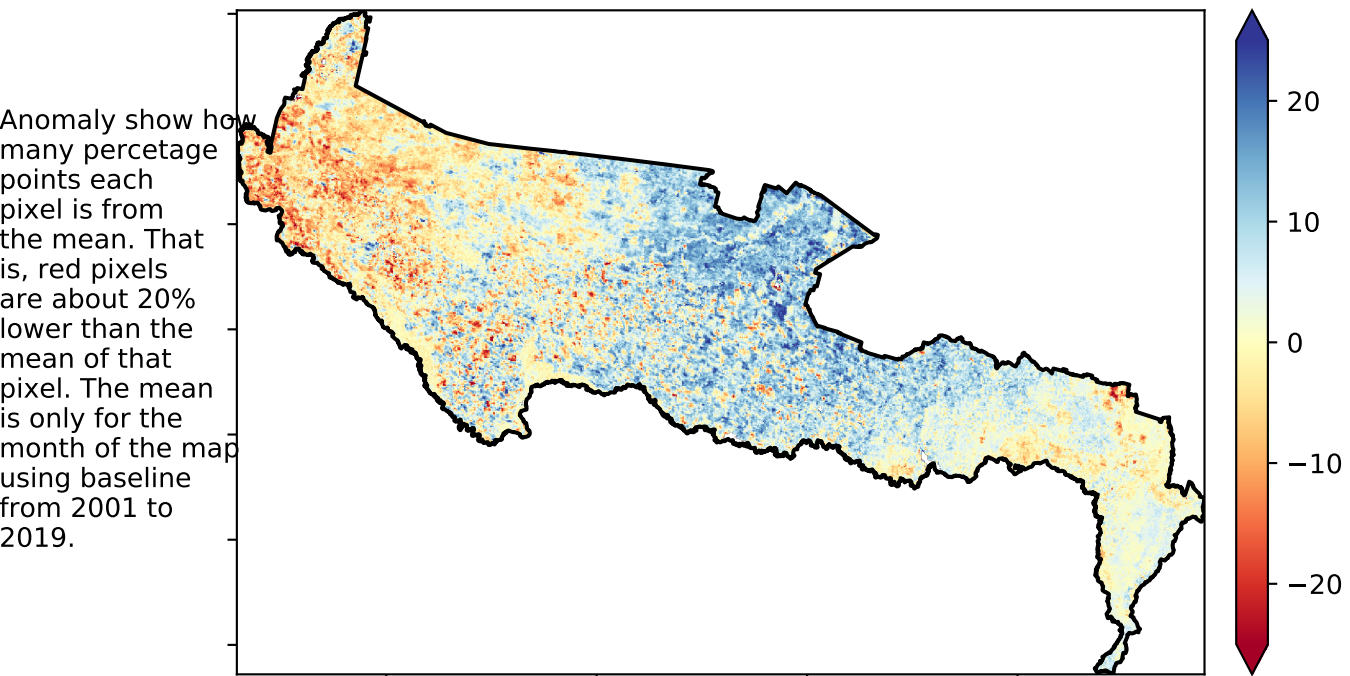 Anomaly show how
many percetage
points each
pixel is from
the mean. That
is, red pixels
are about 20%
lower than the
mean of that
pixel. The mean
is only for the
month of the map
using baseline
from 2001 to
2019.
20
10
0
−10
−20